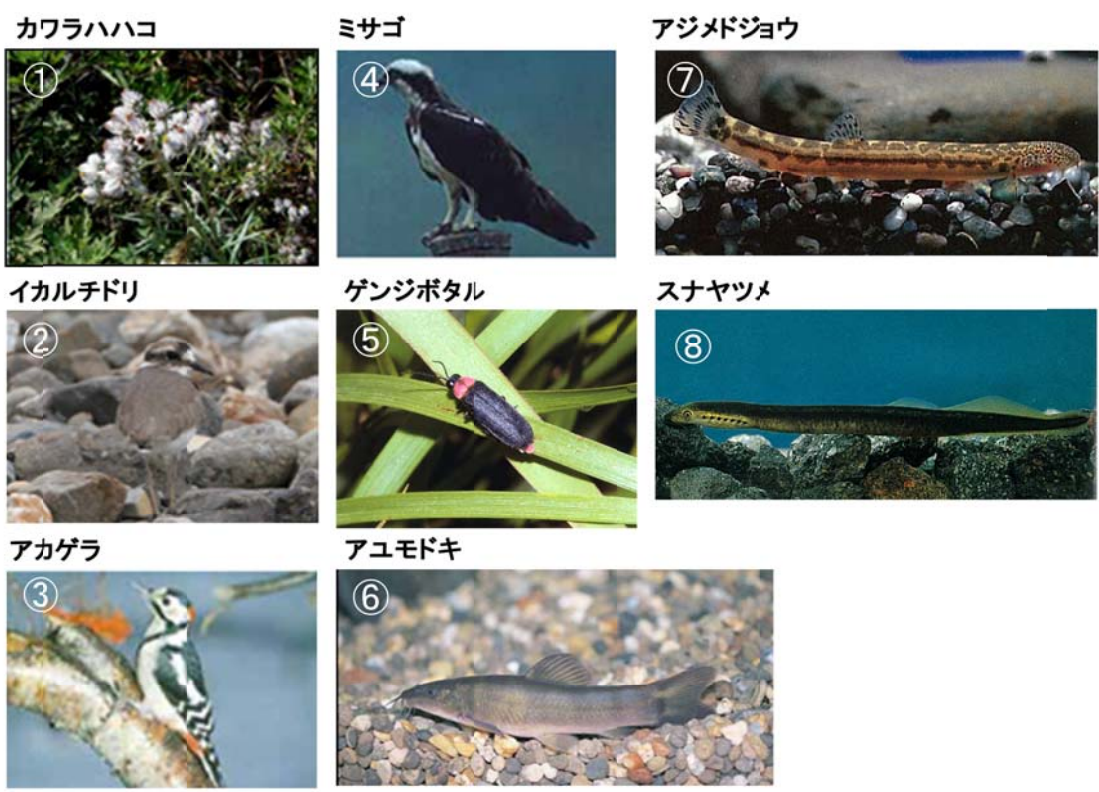 カワラハハコ
①
イカルチドリ
②
アカゲラ
③
ミサゴ
④
ゲンジボタル
⑤
アユモドキ
⑥
アジメドジョウ
⑦
スナヤツメ
⑧